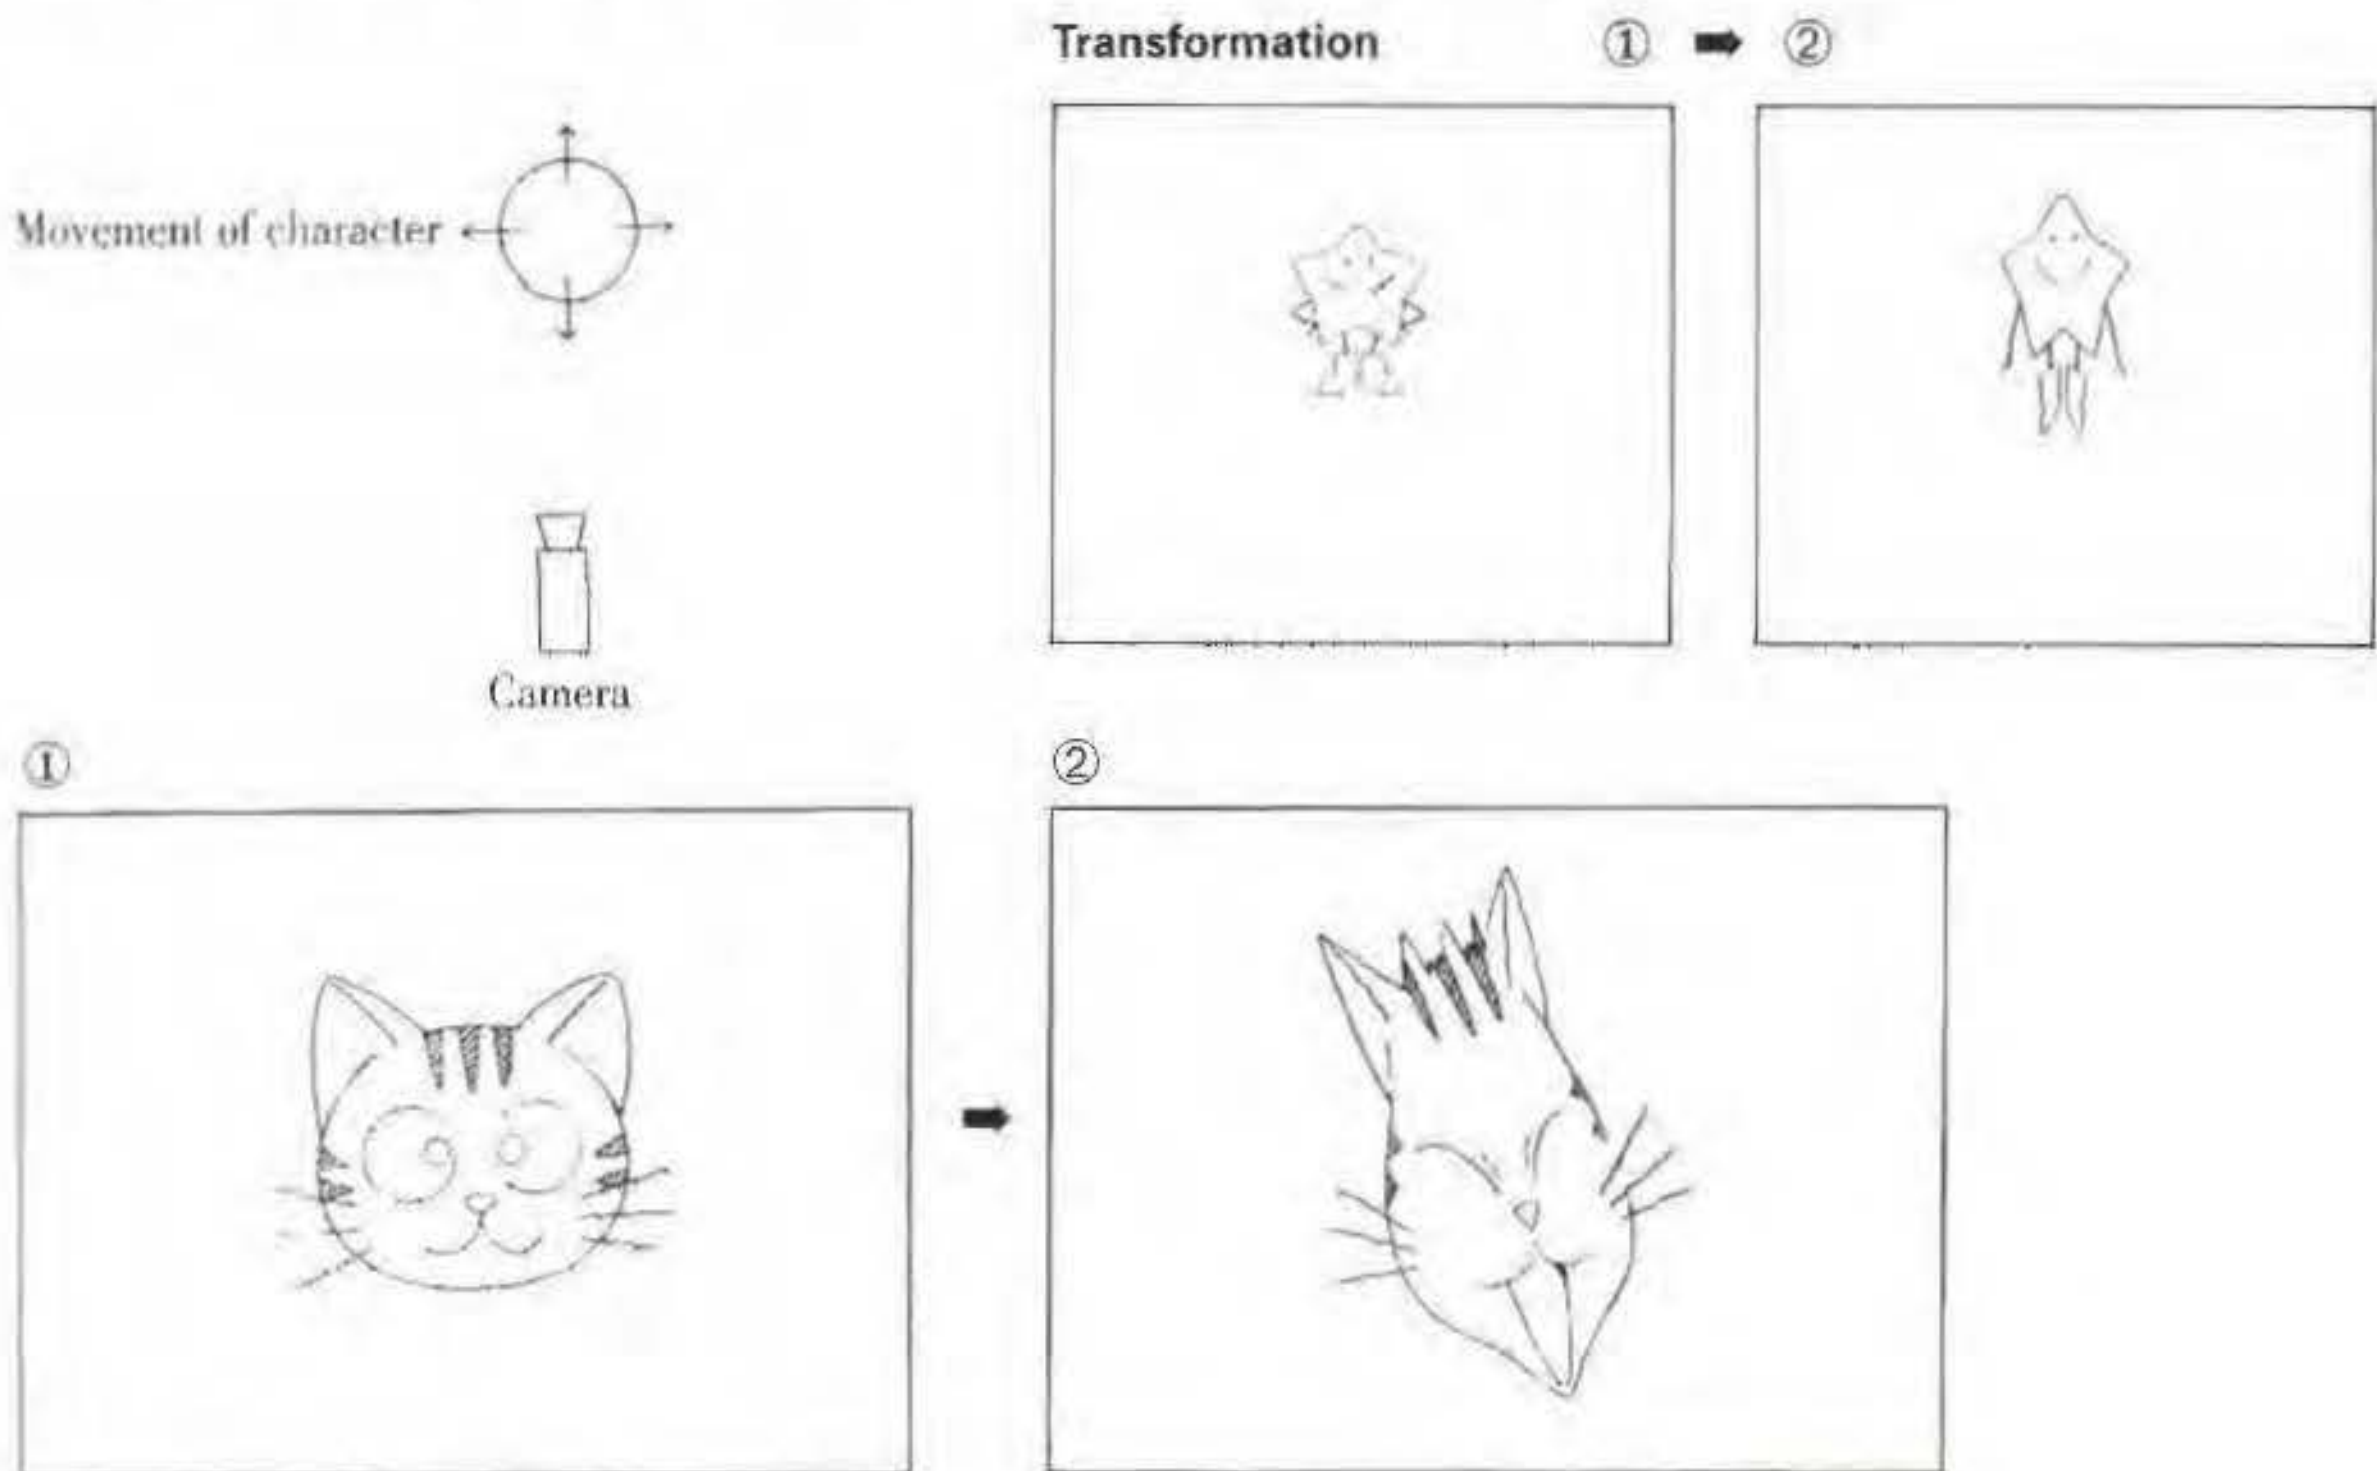 Transformation ① ➡ ②
Movement of character
Camera
①
②